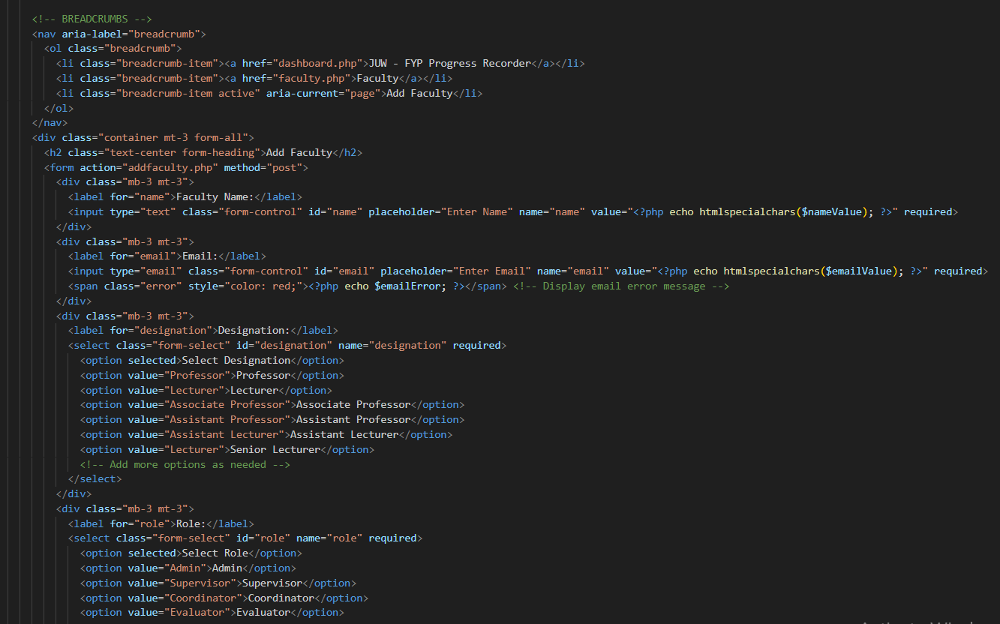 <!-- BREADCRUMBS -->
<nav aria-label="breadcrumb">
<ol class="breadcrumb">
<li class="breadcrumb-item"><a href="dashboard.php">JUW - FYP Progress Recorder</a></li>
<li class="breadcrumb-item"><a href="faculty.php">Faculty</a></li>
<li class="breadcrumb-item active" aria-current="page">Add Faculty</li>
</ol>
</nav>
<div class="container mt-3 form-all">
<h2 class="text-center form-heading">Add Faculty</h2>
<form action="addfaculty.php" method="post">
<div class="mb-3 mt-3">
<label for="name">Faculty Name:</label>
<input type="text" class="form-control" id="name" placeholder="Enter Name" name="name" value="<?php echo htmlspecialchars($nameValue); ?>" required>
</div>
<div class="mb-3 mt-3">
<label for="email">Email:</label>
<input type="email" class="form-control" id="email" placeholder="Enter Email" name="email" value="<?php echo htmlspecialchars($emailValue); ?>" required>
<span class="error" style="color: red;"><?php echo $emailError; ?></span> <!-- Display email error message -->
</div>
<div class="mb-3 mt-3">
<label for="designation">Designation:</label>
<select class="form-select" id="designation" name="designation" required>
<option selected>Select Designation</option>
<option value="Professor">Professor</option>
<option value="Lecturer">Lecturer</option>
<option value="Associate Professor">Associate Professor</option>
<option value="Assistant Professor">Assistant Professor</option>
<option value="Assistant Lecturer">Assistant Lecturer</option>
<option value="Lecturer">Senior Lecturer</option>
<!-- Add more options as needed -->
</select>
</div>
<div class="mb-3 mt-3">
<label for="role">Role:</label>
<select class="form-select" id="role" name="role" required>
<option selected>Select Role</option>
<option value="Admin">Admin</option>
<option value="Supervisor">Supervisor</option>
<option value="Coordinator">Coordinator</option>
<option value="Evaluator">Evaluator</option>